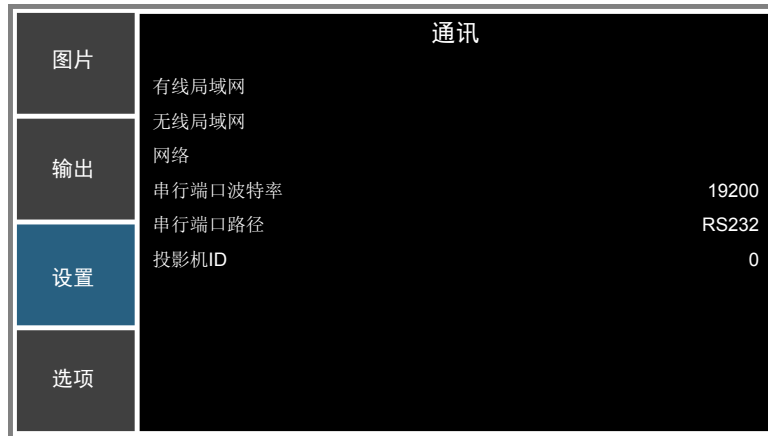 图片
输出
设置
选项
通讯
有线局域网
无线局域网
网络
串行端口波特率 19200
串行端口路径 RS232
投影机ID 0